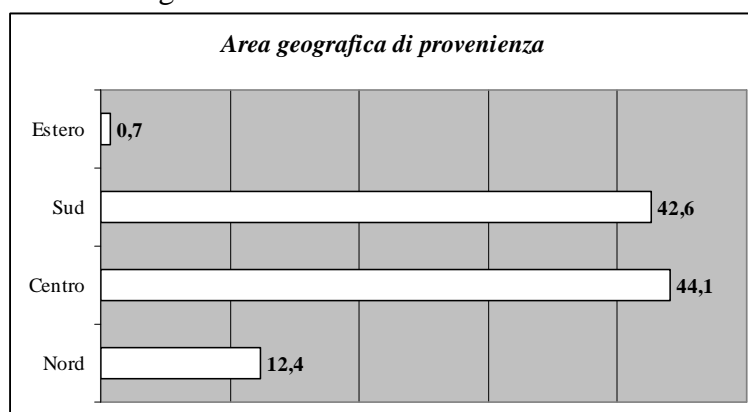 Area geografica di provenienza
Estero 0,7
Sud 42,6
Centro 44,1
Nord 12,4